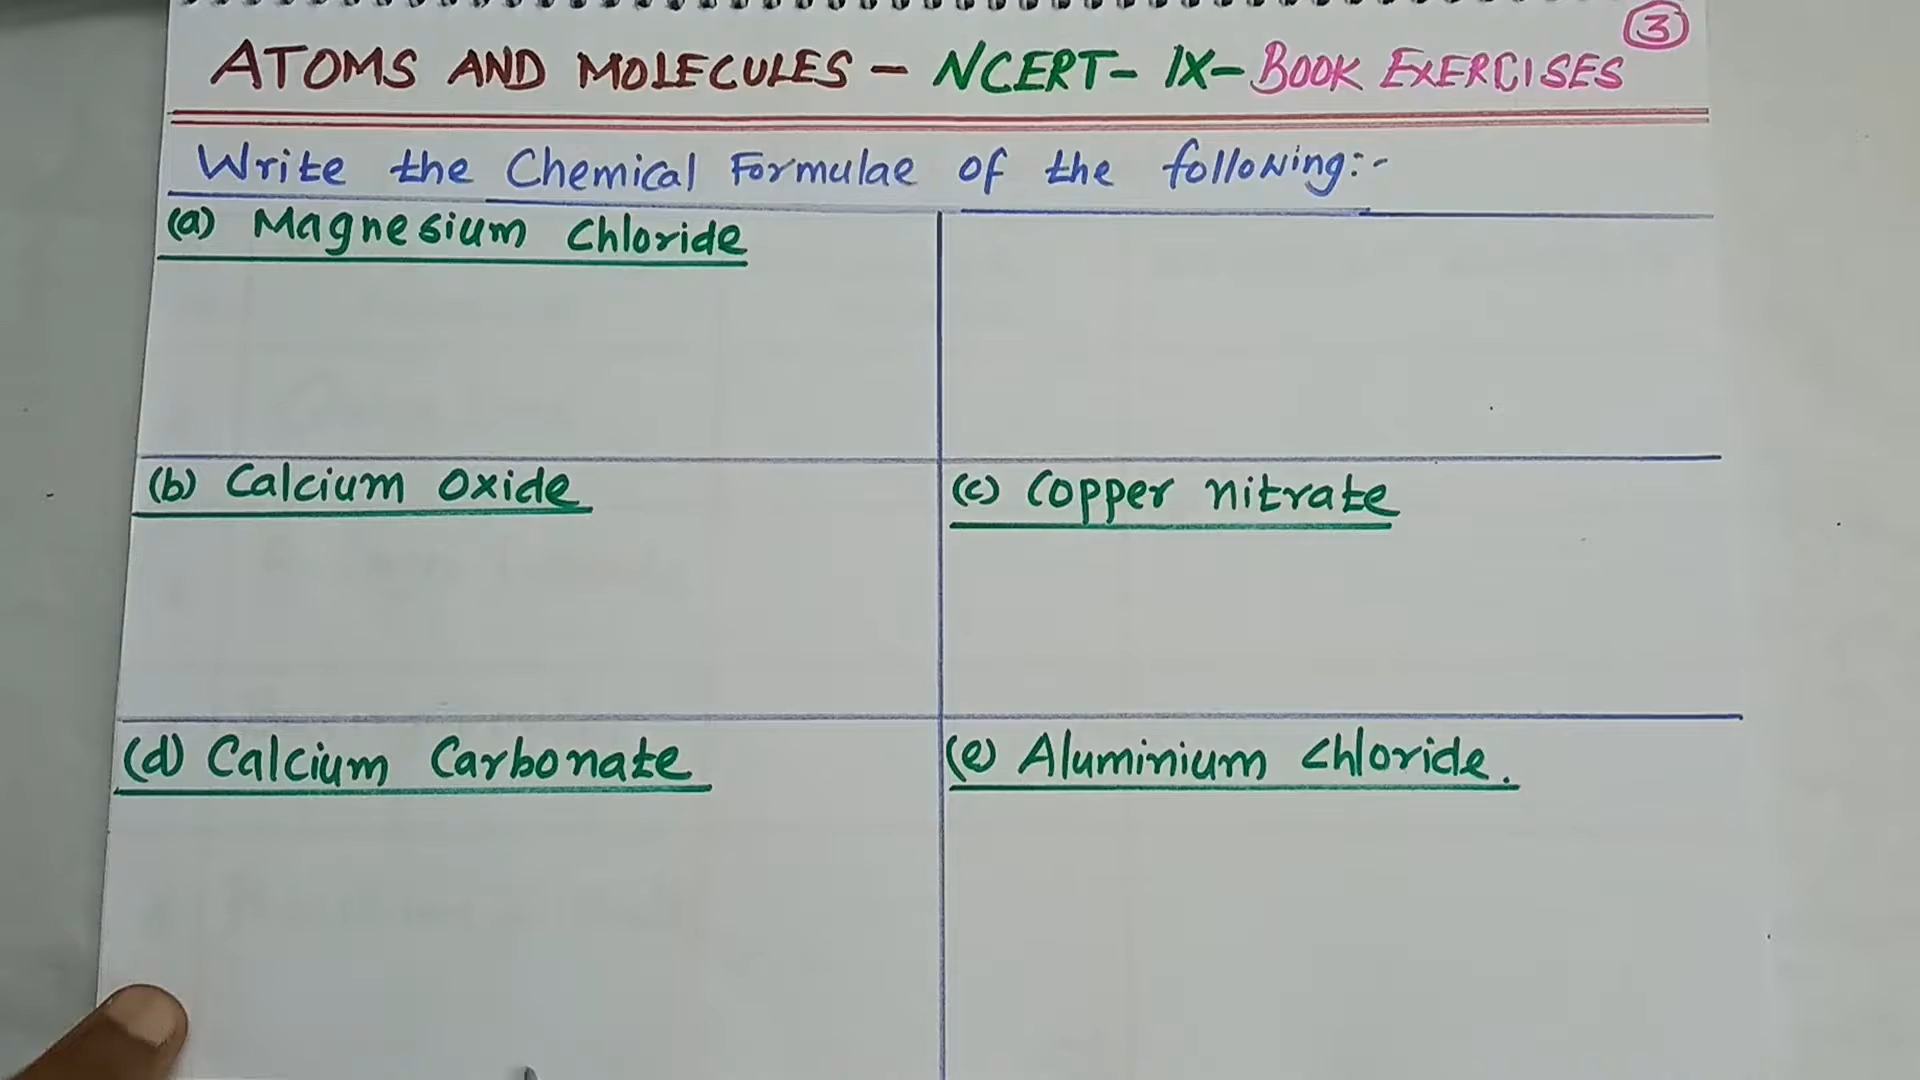 3
ATOMS AND MOLECULES - NCERT- IX- BOOK EXERCISES
Write the Chemical Formulae of the following:-
(a) Magnesium Chloride
(b) Calcium Oxide
(c) Copper nitrate
(d) Calcium Carbonate
(e) Aluminium Chloride.